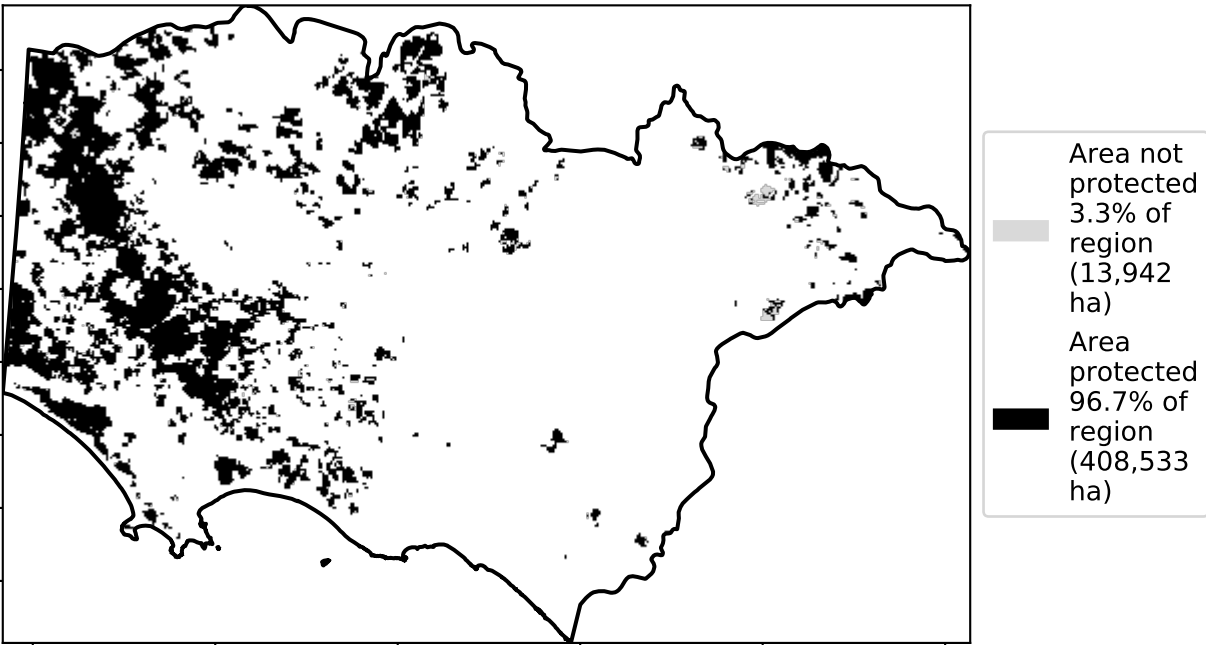 Area not
protected
3.3% of
region
(13,942
ha)
Area
protected
96.7% of
region
(408,533
ha)